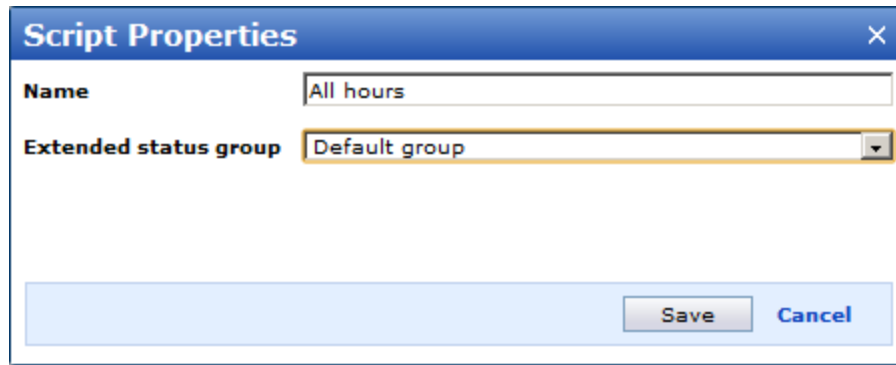 Script Properties
Name All hours
Extended status group Default group
Save Cancel